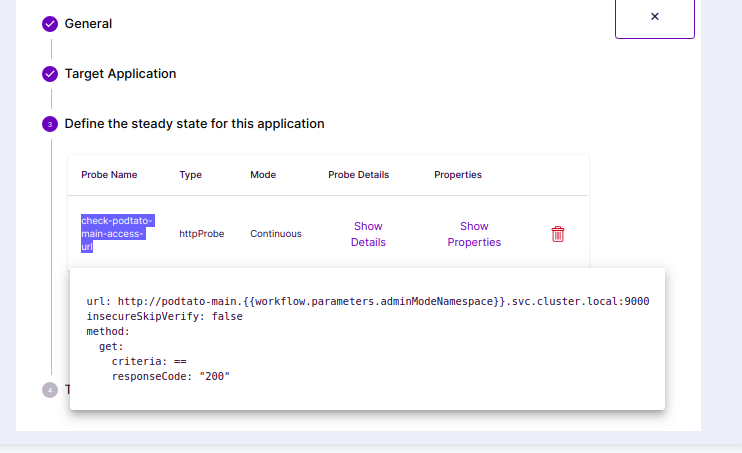 ×
General
Target Application
3
Define the steady state for this application
Probe Name Type Mode Probe Details Properties
check-podtato-
main-access-
url
httpProbe
Continuous
Show
Details
Show
Properties
url: http://podtato-main.{{workflow.parameters.adminModeNamespace}}.svc.cluster.local:9000
insecureSkipVerify: false
method:
  get:
    criteria: ==
    responseCode: "200"
4
T